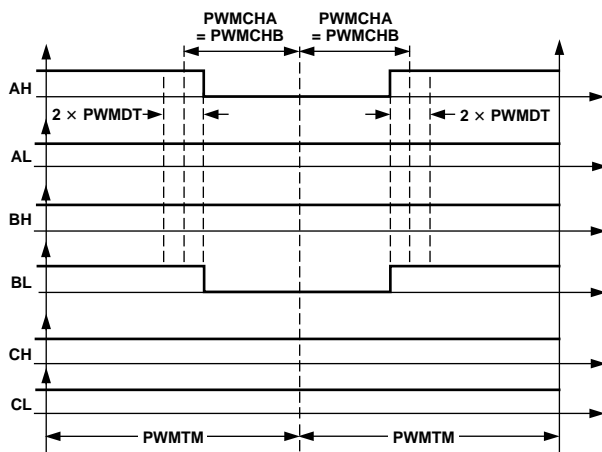 PWMCHA
= PWMCHB
PWMCHA
= PWMCHB
AH
2 × PWMDT
2 × PWMDT
AL
BH
BL
CH
CL
PWMTM
PWMTM